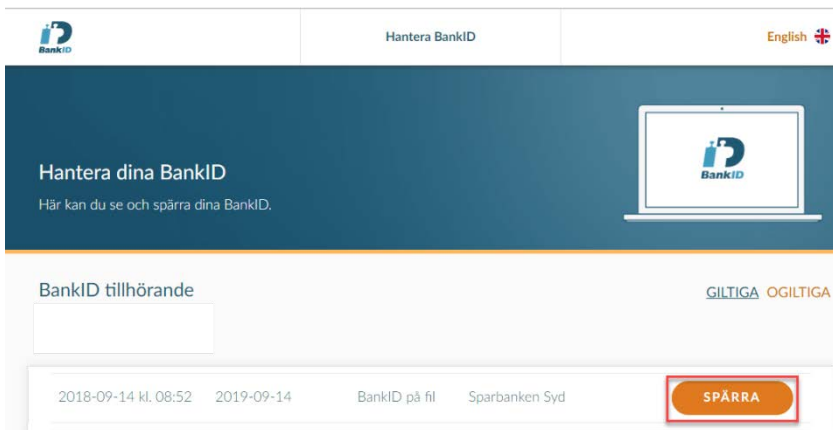 BankID
Hantera BankID
English
Hantera dina BankID
Här kan du se och spärra dina BankID.
BankID
BankID tillhörande
GILTIGA OGILTIGA
2018-09-14 kl. 08:52 2019-09-14 BankID på fil Sparbanken Syd SPÄRRA